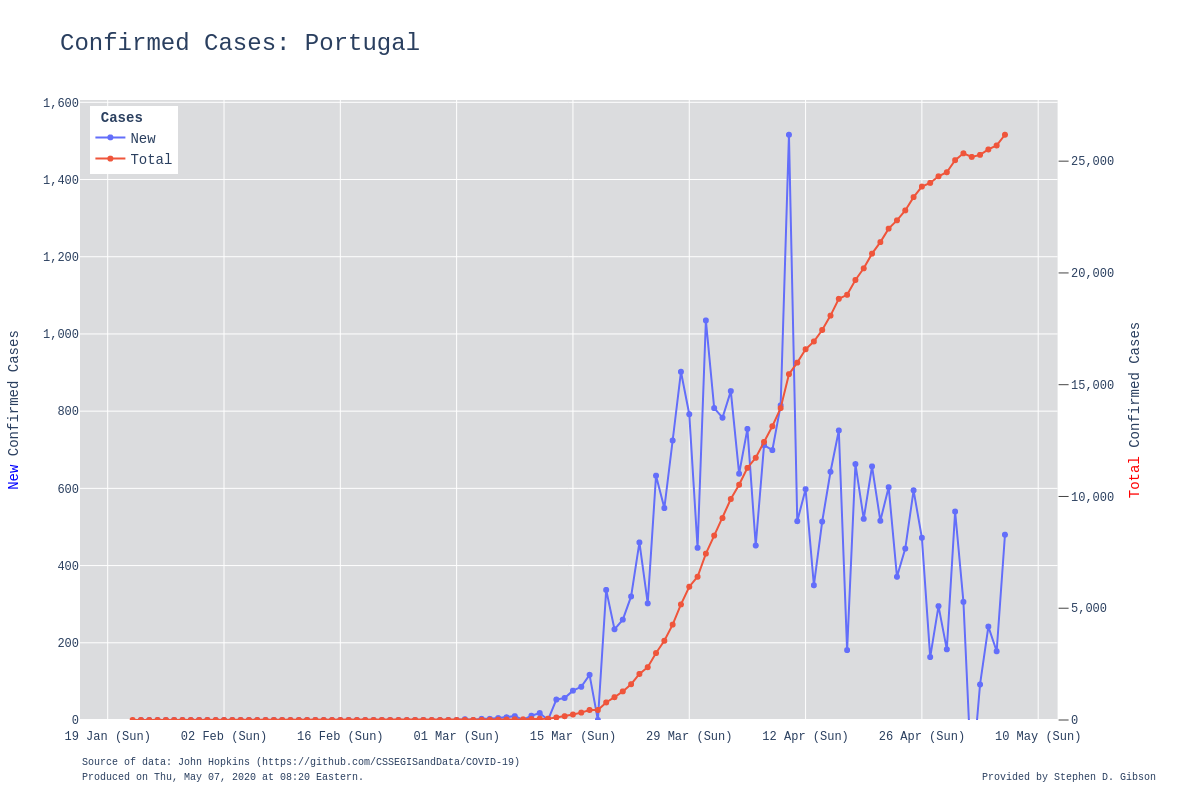 Confirmed Cases: Portugal
Cases
New
Total
1,600
1,400
1,200
1,000
800
600
400
200
0
New Confirmed Cases
25,000
20,000
15,000
10,000
5,000
0
Total Confirmed Cases
19 Jan (Sun) 02 Feb (Sun) 16 Feb (Sun) 01 Mar (Sun) 15 Mar (Sun) 29 Mar (Sun) 12 Apr (Sun) 26 Apr (Sun) 10 May (Sun)
Source of data: John Hopkins (https://github.com/CSSEGISandData/COVID-19)
Produced on Thu, May 07, 2020 at 08:20 Eastern.
Provided by Stephen D. Gibson